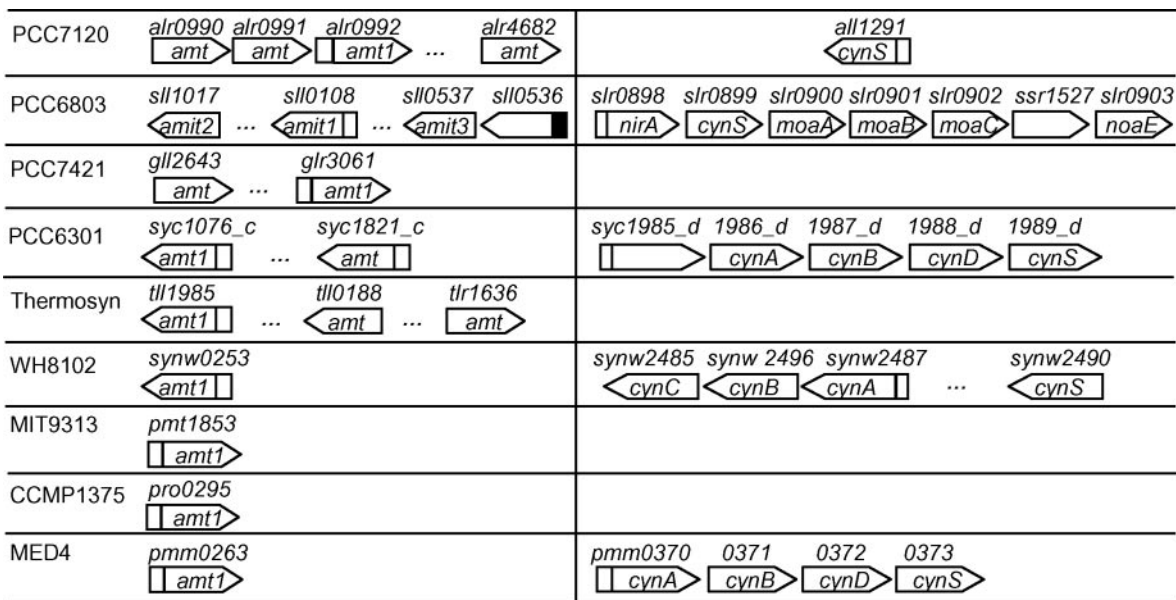 PCC7120 alr0990 alr0991 alr0992 alr4682 all1291
amt amt amt1 ... amt cynS
PCC6803 sll1017 sll0108 sll0537 sll0536 slr0898 slr0899 slr0900 slr0901 slr0902 ssr1527 slr0903
amit2 ... amit1 ... amit3 nirA cynS moaA moaB moaC noaE
PCC7421 gll2643 glr3061
amt ... amt1
PCC6301 syc1076_c syc1821_c syc1985_d 1986_d 1987_d 1988_d 1989_d
amt1 ... amt cynA cynB cynD cynS
Thermosyn tll1985 tll0188 tlr1636
amt1 ... amt ... amt
WH8102 synw0253 synw2485 synw 2496 synw2487 synw2490
amt1 cynC cynB cynA ... cynS
MIT9313 pmt1853
amt1
CCMP1375 pro0295
amt1
MED4 pmm0263 pmm0370 0371 0372 0373
amt1 cynA cynB cynD cynS